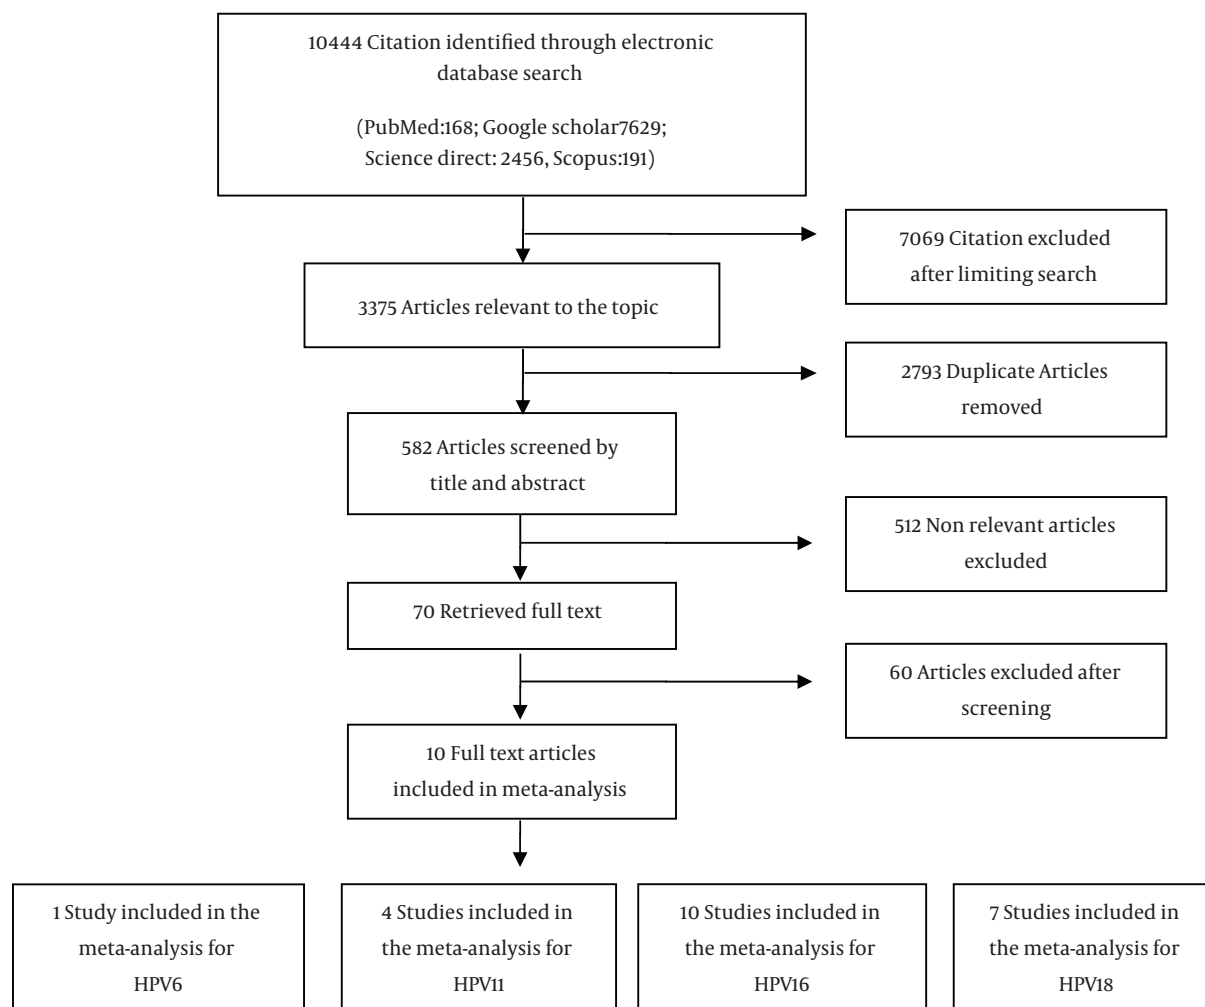 10444 Citation identified through electronic
database search
(PubMed:168; Google scholar7629;
Science direct: 2456, Scopus:191)
7069 Citation excluded
after limiting search
3375 Articles relevant to the topic
2793 Duplicate Articles
removed
582 Articles screened by
title and abstract
512 Non relevant articles
excluded
70 Retrieved full text
60 Articles excluded after
screening
10 Full text articles
included in meta-analysis
1 Study included in the
meta-analysis for
HPV6
4 Studies included in
the meta-analysis for
HPV11
10 Studies included in
the meta-analysis for
HPV16
7 Studies included in
the meta-analysis for
HPV18